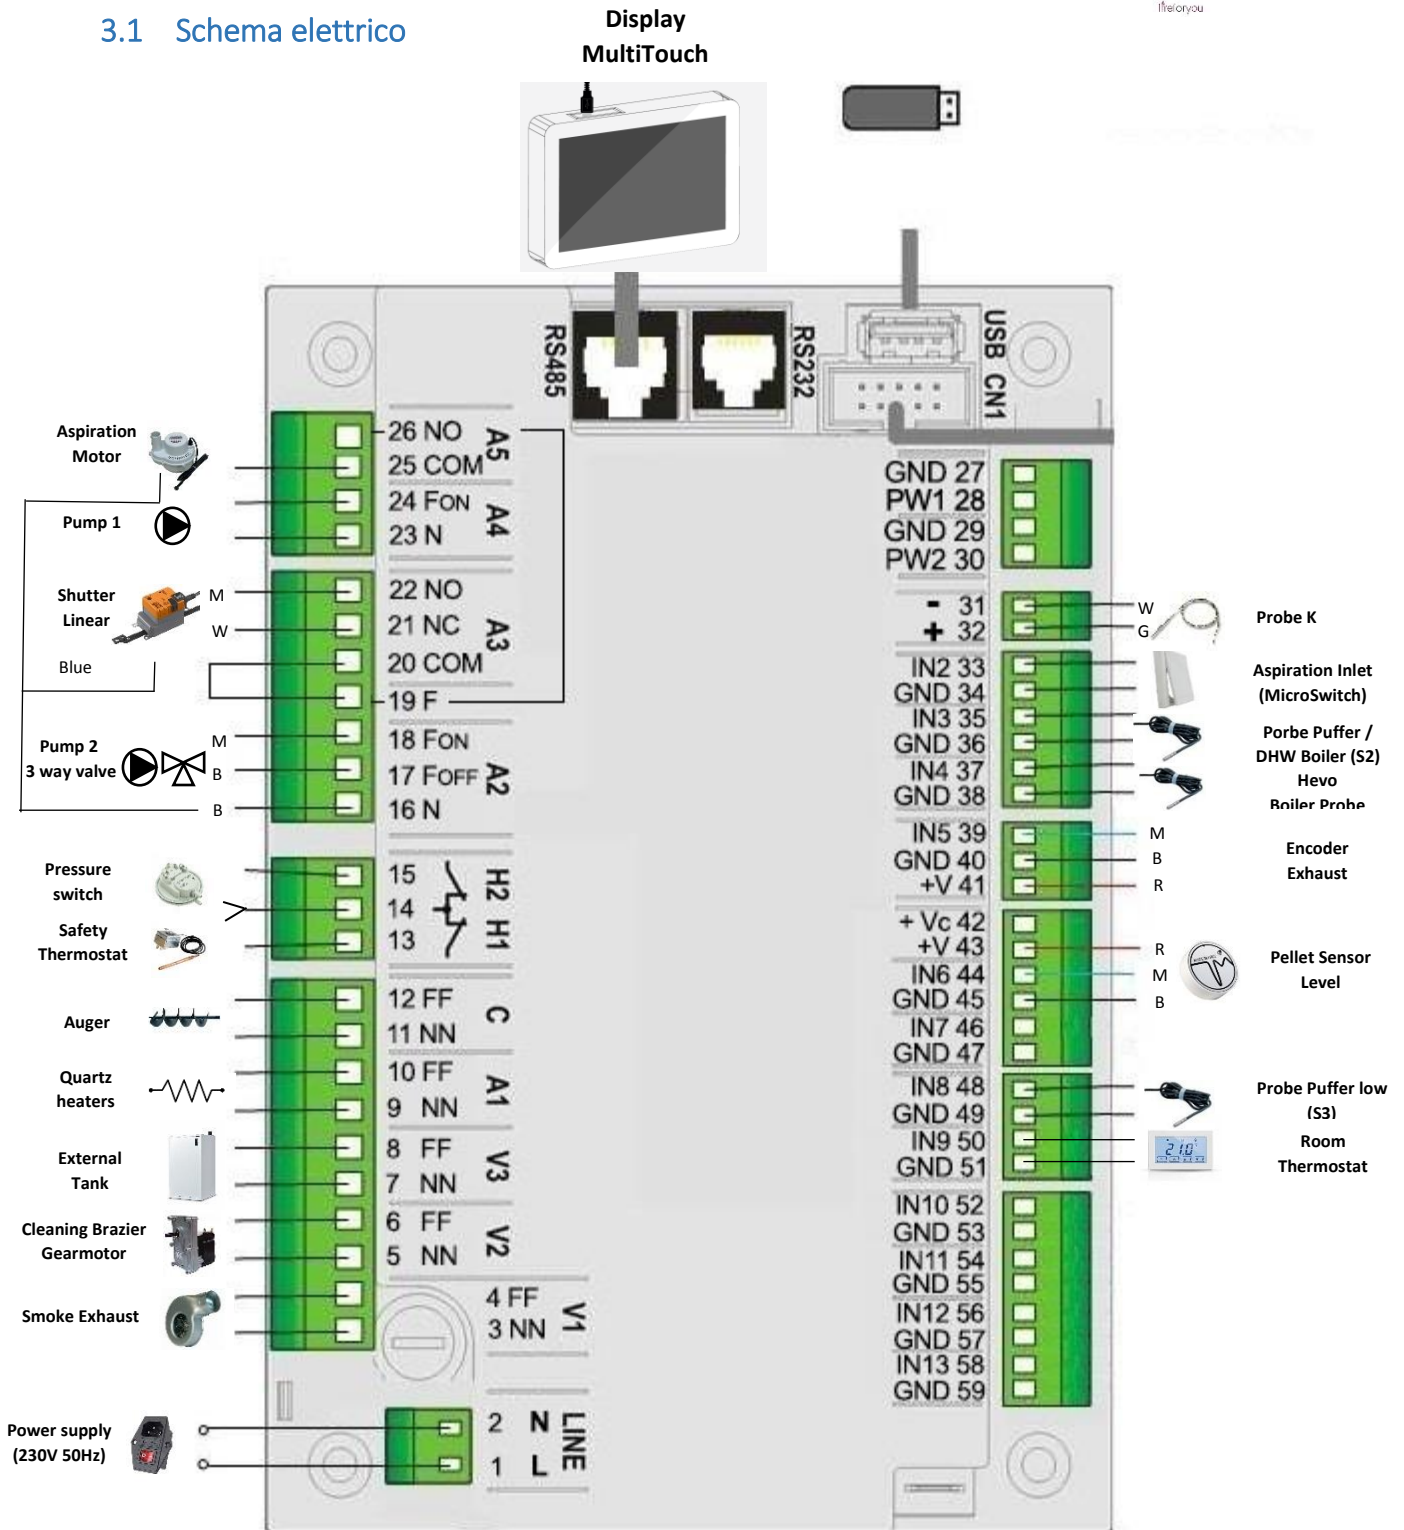 fireforyou
3.1 Schema elettrico
Display
MultiTouch
RS485
RS232
USB CN1
Aspiration
Motor
Pump 1
Shutter
Linear
M
W
Blue
Pump 2
3 way valve
M
B
B
Pressure
switch
Safety
Thermostat
Auger
Quartz
heaters
External
Tank
Cleaning Brazier
Gearmotor
Smoke Exhaust
Power supply
(230V 50Hz)
26 NO
25 COM
A5
24 FON
23 N
A4
22 NO
21 NC
20 COM
A3
19 F
18 FON
17 FOFF
16 N
A2
15
14
13
H2 H1
12 FF
11 NN
C
10 FF
9 NN
A1
8 FF
7 NN
V3
6 FF
5 NN
V2
4 FF
3 NN
V1
2 N
1 L
LINE
GND 27
PW1 28
GND 29
PW2 30
- 31
+ 32
IN2 33
GND 34
IN3 35
GND 36
IN4 37
GND 38
IN5 39
GND 40
+V 41
+ Vc 42
+V 43
IN6 44
GND 45
IN7 46
GND 47
IN8 48
GND 49
IN9 50
GND 51
IN10 52
GND 53
IN11 54
GND 55
IN12 56
GND 57
IN13 58
GND 59
W
G
Probe K
Aspiration Inlet
(MicroSwitch)
Porbe Puffer /
DHW Boiler (S2)
Hevo
Boiler Probe
M
B
R
Encoder
Exhaust
R
M
B
Pellet Sensor
Level
Probe Puffer low
(S3)
21.0°
Room
Thermostat